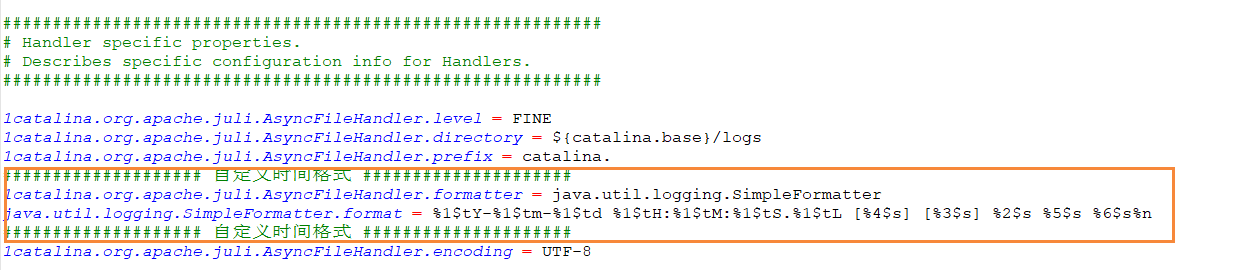 ############################################################
# Handler specific properties.
# Describes specific configuration info for Handlers.
############################################################
1catalina.org.apache.juli.AsyncFileHandler.level = FINE
1catalina.org.apache.juli.AsyncFileHandler.directory = ${catalina.base}/logs
1catalina.org.apache.juli.AsyncFileHandler.prefix = catalina.
#################### 自定义时间格式 #####################
1catalina.org.apache.juli.AsyncFileHandler.formatter = java.util.logging.SimpleFormatter
java.util.logging.SimpleFormatter.format = %1$tY-%1$tm-%1$td %1$tH:%1$tM:%1$tS.%1$tL [%4$s] [%3$s] %2$s %5$s %6$s%n
#################### 自定义时间格式 #####################
1catalina.org.apache.juli.AsyncFileHandler.encoding = UTF-8